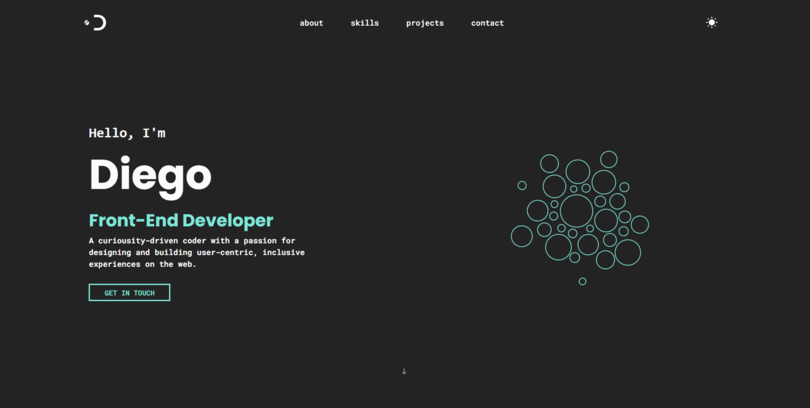 about skills projects contact
Hello, I'm
Diego
Front-End Developer
A curiousity-driven coder with a passion for
designing and building user-centric, inclusive
experiences on the web.
GET IN TOUCH